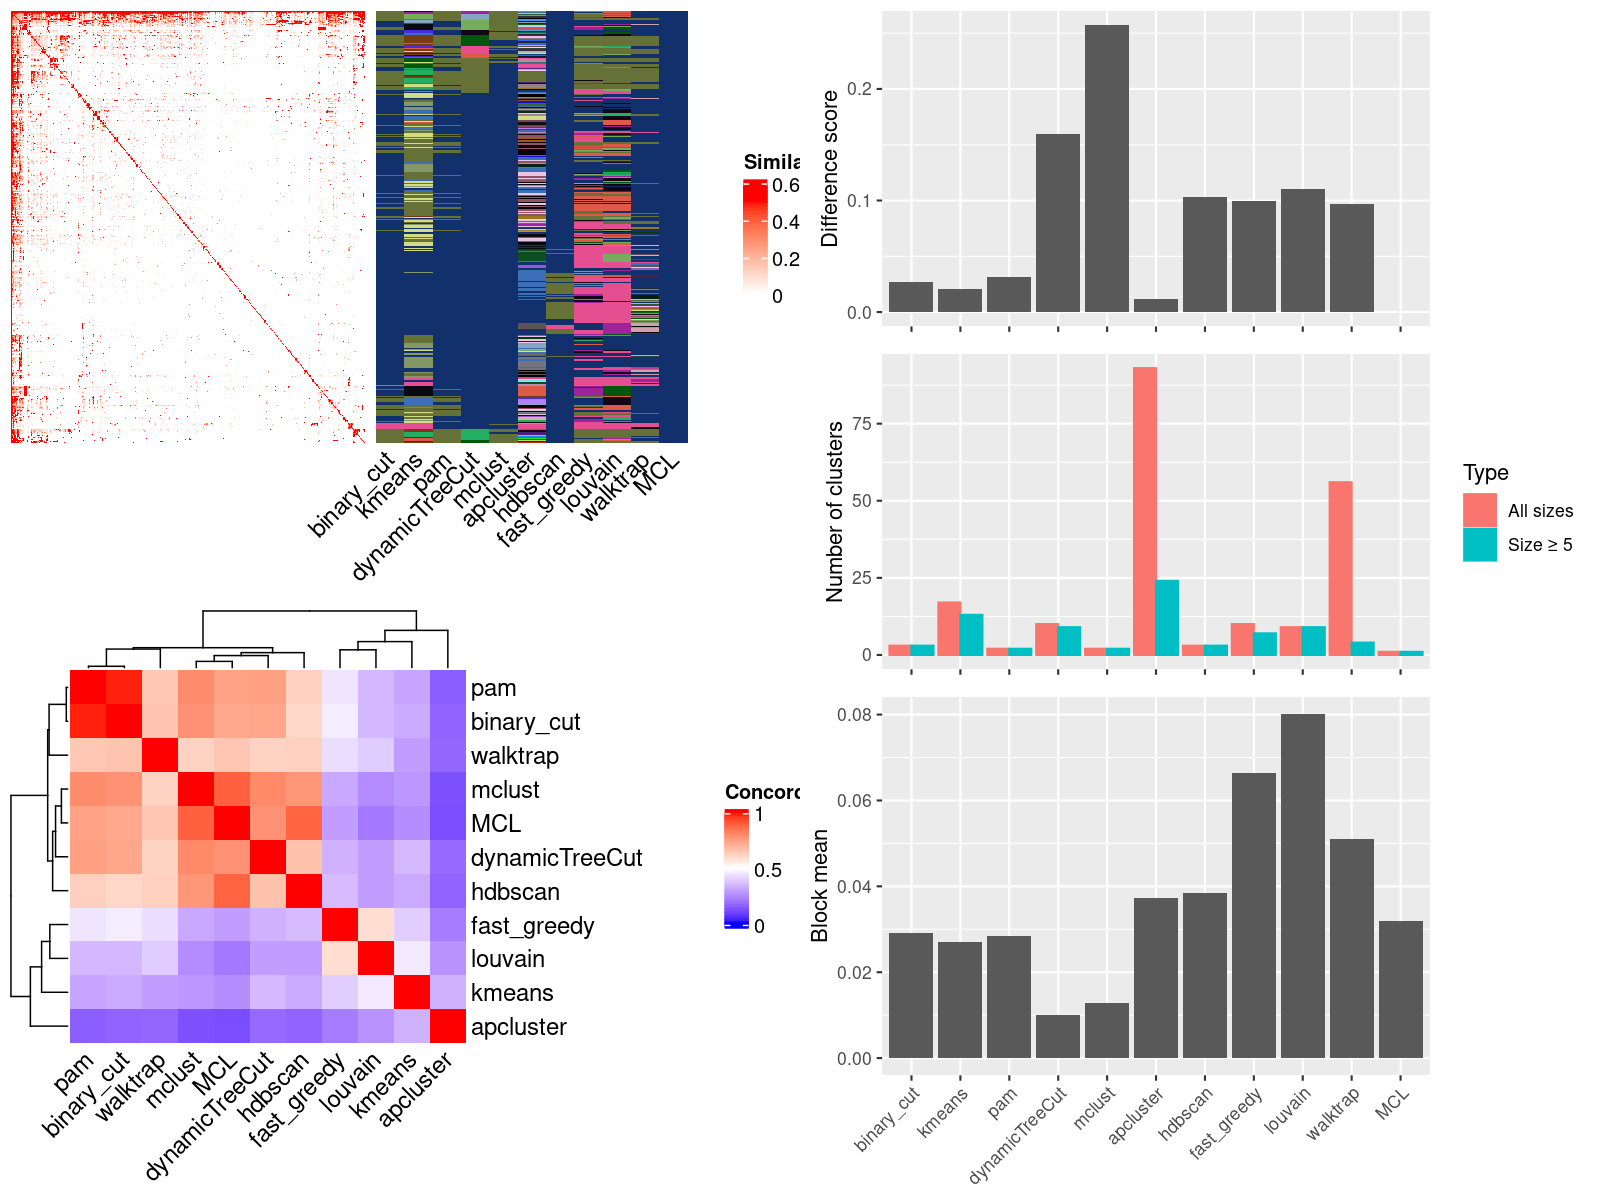 Simila
0.6
0.4
0.2
0
binary_cut
kmeans
pam
dynamicTreeCut
mclust
apcluster
hdbscan
fast_greedy
louvain
walktrap
MCL
pam
binary_cut
walktrap
mclust
MCL
dynamicTreeCut
hdbscan
fast_greedy
louvain
kmeans
apcluster
Concord
1
0.5
0
pam
binary_cut
walktrap
mclust
MCL
dynamicTreeCut
hdbscan
fast_greedy
louvain
kmeans
apcluster
Difference score
0.2
0.1
0.0
Number of clusters
75
50
25
0
Type
All sizes
Size ≥ 5
Block mean
0.08
0.06
0.04
0.02
0.00
binary_cut
kmeans
pam
dynamicTreeCut
mclust
apcluster
hdbscan
fast_greedy
louvain
walktrap
MCL